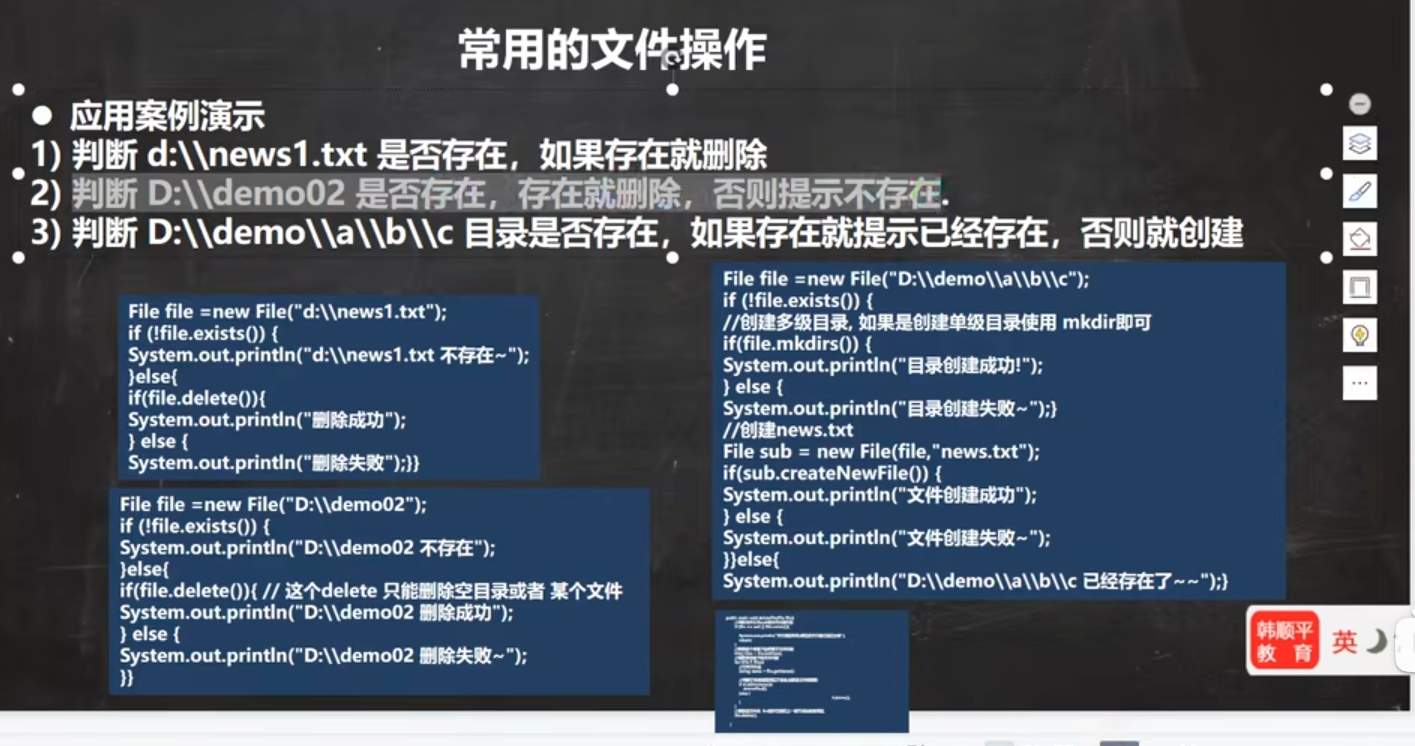 常用的文件操作
● 应用案例演示
1) 判断 d:\\news1.txt 是否存在，如果存在就删除
2) 判断 D:\\demo02 是否存在，存在就删除，否则提示不存在.
3) 判断 D:\\demo\\a\\b\\c 目录是否存在，如果存在就提示已经存在，否则就创建
File file =new File("d:\\news1.txt");
if (!file.exists()) {
System.out.println("d:\\news1.txt 不存在~");
}else{
if(file.delete()){
System.out.println("删除成功");
} else {
System.out.println("删除失败");}}
File file =new File("D:\\demo02");
if (!file.exists()) {
System.out.println("D:\\demo02 不存在");
}else{
if(file.delete()){ // 这个delete 只能删除空目录或者 某个文件
System.out.println("D:\\demo02 删除成功");
} else {
System.out.println("D:\\demo02 删除失败~");
}}
File file =new File("D:\\demo\\a\\b\\c");
if (!file.exists()) {
//创建多级目录, 如果是创建单级目录使用 mkdir即可
if(file.mkdirs()) {
System.out.println("目录创建成功!");
} else {
System.out.println("目录创建失败~");}
//创建news.txt
File sub = new File(file,"news.txt");
if(sub.createNewFile()) {
System.out.println("文件创建成功");
} else {
System.out.println("文件创建失败~");
}}else{
System.out.println("D:\\demo\\a\\b\\c 已经存在了~~");}
韩顺平
教育
英